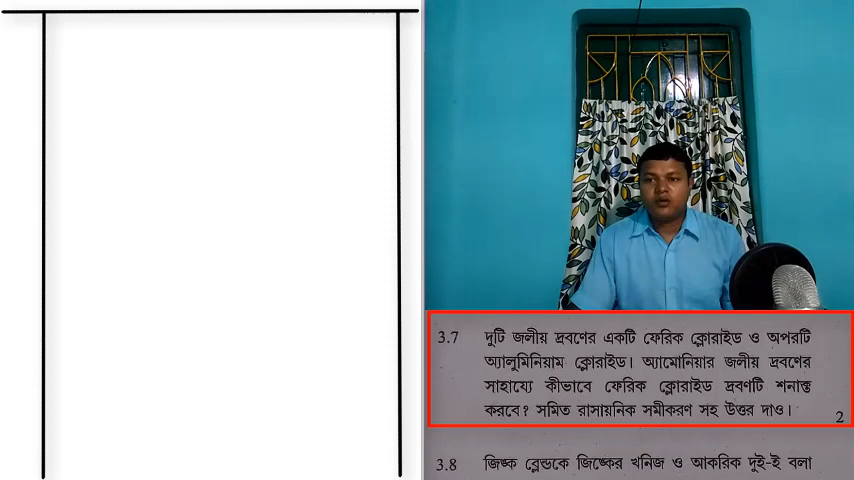 3.7 দুটি জলীয় দ্রবণের একটি ফেরিক ক্লোরাইড ও অপরটি
অ্যালুমিনিয়াম ক্লোরাইড। অ্যামোনিয়ার জলীয় দ্রবণের
সাহায্যে কীভাবে ফেরিক ক্লোরাইড দ্রবণটি শনাক্ত
করবে? সমিত রাসায়নিক সমীকরণ সহ উত্তর দাও। 2
3.8 জিঙ্ক ব্লেন্ডকে জিঙ্কের খনিজ ও আকরিক দুই-ই বলা